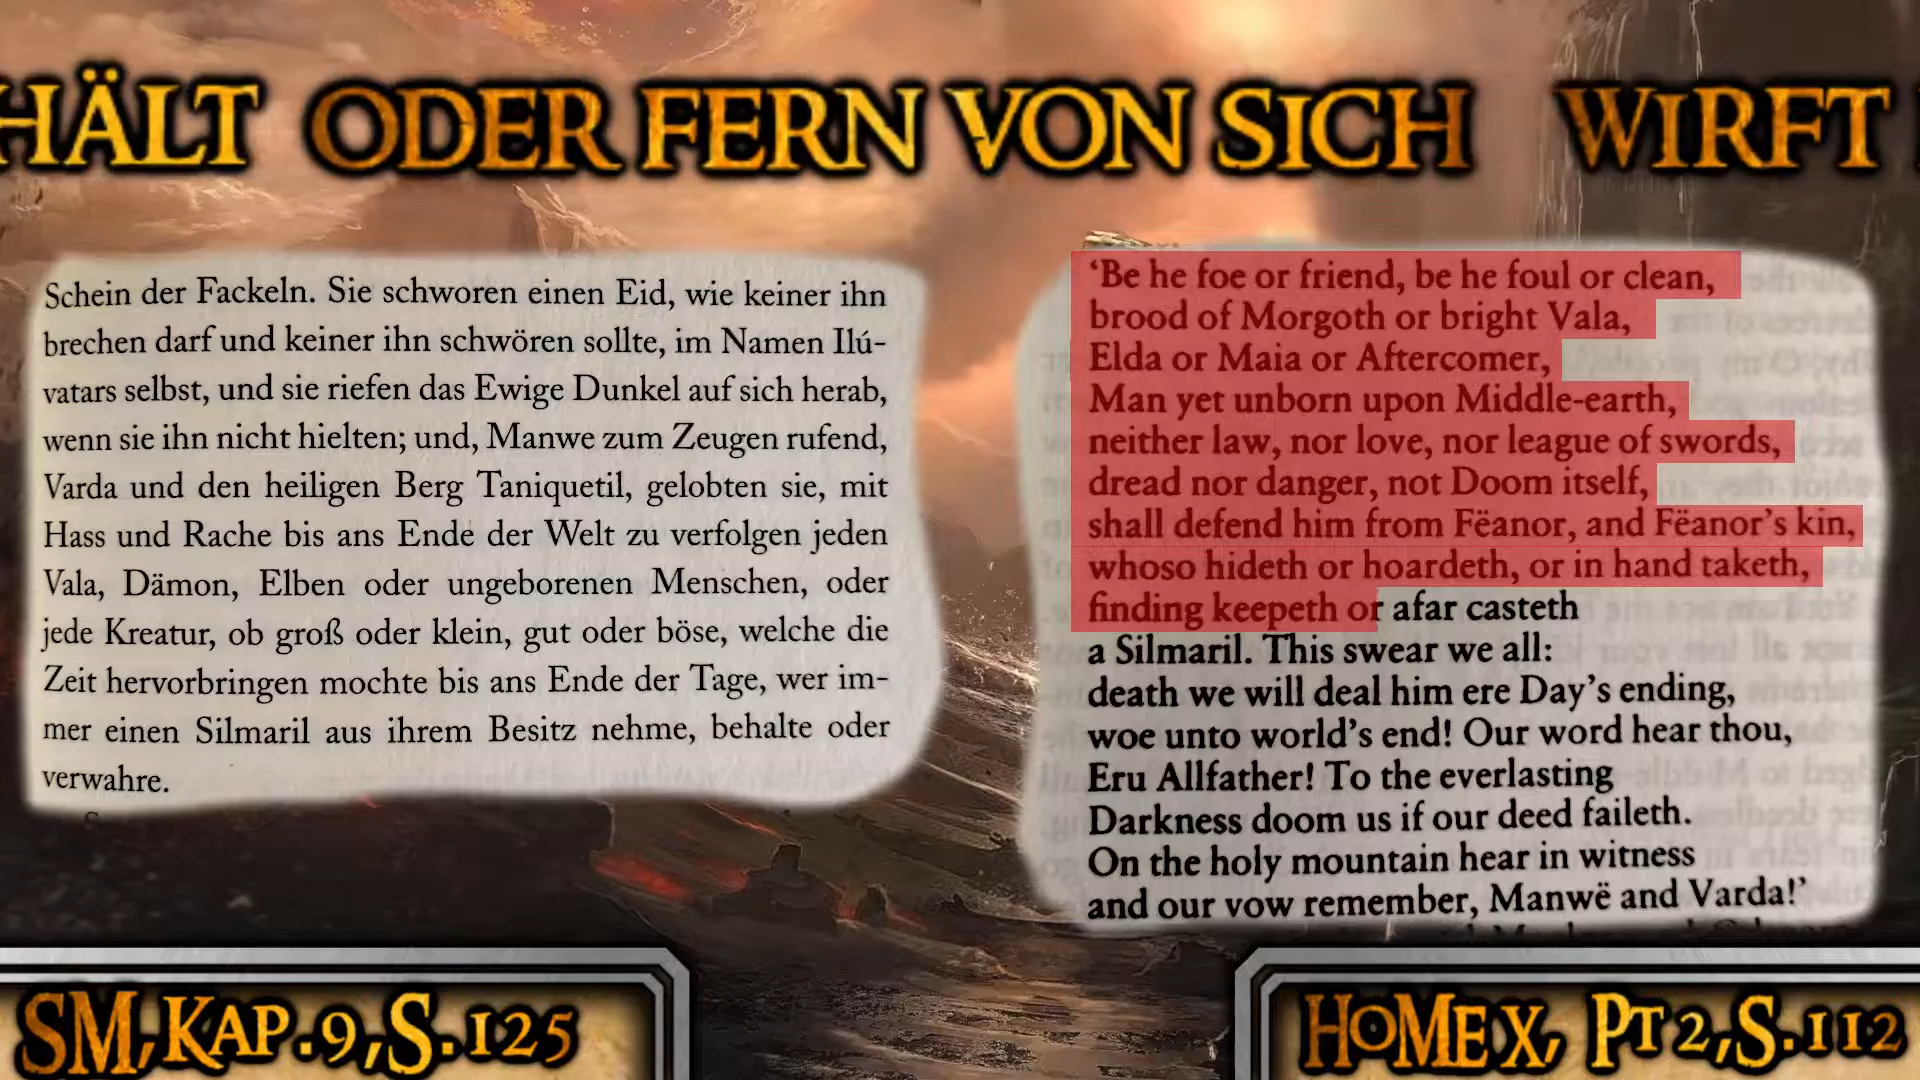 HÄLT ODER FERN VON SICH WIRFT
Schein der Fackeln. Sie schworen einen Eid, wie keiner ihn
brechen darf und keiner ihn schwören sollte, im Namen Ilú-
vatars selbst, und sie riefen das Ewige Dunkel auf sich herab,
wenn sie ihn nicht hielten; und, Manwe zum Zeugen rufend,
Varda und den heiligen Berg Taniquetil, gelobten sie, mit
Hass und Rache bis ans Ende der Welt zu verfolgen jeden
Vala, Dämon, Elben oder ungeborenen Menschen, oder
jede Kreatur, ob groß oder klein, gut oder böse, welche die
Zeit hervorbringen mochte bis ans Ende der Tage, wer im-
mer einen Silmaril aus ihrem Besitz nehme, behalte oder
verwahre.
‘Be he foe or friend, be he foul or clean,
brood of Morgoth or bright Vala,
Elda or Maia or Aftercomer,
Man yet unborn upon Middle-earth,
neither law, nor love, nor league of swords,
dread nor danger, not Doom itself,
shall defend him from Fëanor, and Fëanor’s kin,
whoso hideth or hoardeth, or in hand taketh,
finding keepeth or afar casteth
a Silmaril. This swear we all:
death we will deal him ere Day’s ending,
woe unto world’s end! Our word hear thou,
Eru Allfather! To the everlasting
Darkness doom us if our deed faileth.
On the holy mountain hear in witness
and our vow remember, Manwë and Varda!’
SM, KAP.9, S.125
HoME X, PT 2, S.112